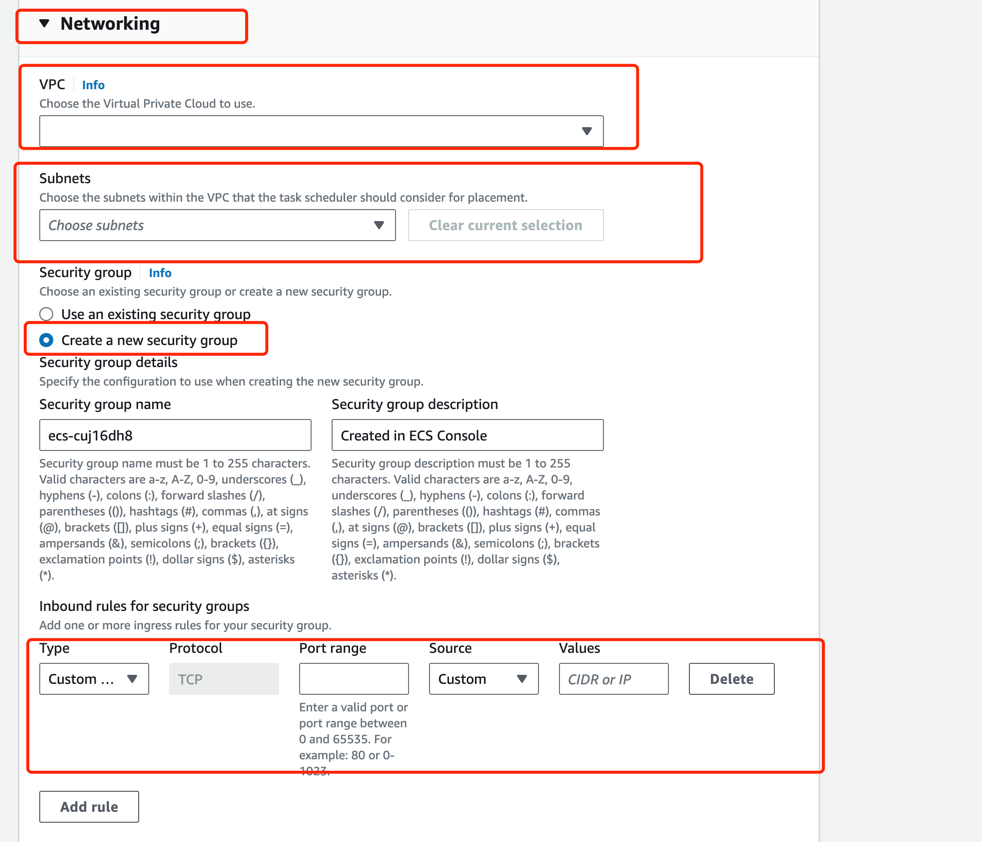 Networking
VPC Info
Choose the Virtual Private Cloud to use.
Subnets
Choose the subnets within the VPC that the task scheduler should consider for placement.
Choose subnets Clear current selection
Security group Info
Choose an existing security group or create a new security group.
Use an existing security group
Create a new security group
Security group details
Specify the configuration to use when creating the new security group.
Security group name
ecs-cuj16dh8
Security group name must be 1 to 255 characters.
Valid characters are a-z, A-Z, 0-9, underscores (_),
hyphens (-), colons (:), forward slashes (/),
parentheses (()), hashtags (#), commas (,), at signs
(@), brackets ([]), plus signs (+), equal signs (=),
ampersands (&), semicolons (;), brackets ({}),
exclamation points (!), dollar signs ($), asterisks
(*).
Security group description
Created in ECS Console
Security group description must be 1 to 255
characters. Valid characters are a-z, A-Z, 0-9,
underscores (_), hyphens (-), colons (:), forward
slashes (/), parentheses (()), hashtags (#), commas
(,), at signs (@), brackets ([]), plus signs (+), equal
signs (=), ampersands (&), semicolons (;), brackets
({}), exclamation points (!), dollar signs ($),
asterisks (*).
Inbound rules for security groups
Add one or more ingress rules for your security group.
Type Protocol Port range Source Values
Custom ... TCP Custom CIDR or IP Delete
Enter a valid port or
port range between
0 and 65535. For
example: 80 or 0-
1023.
Add rule